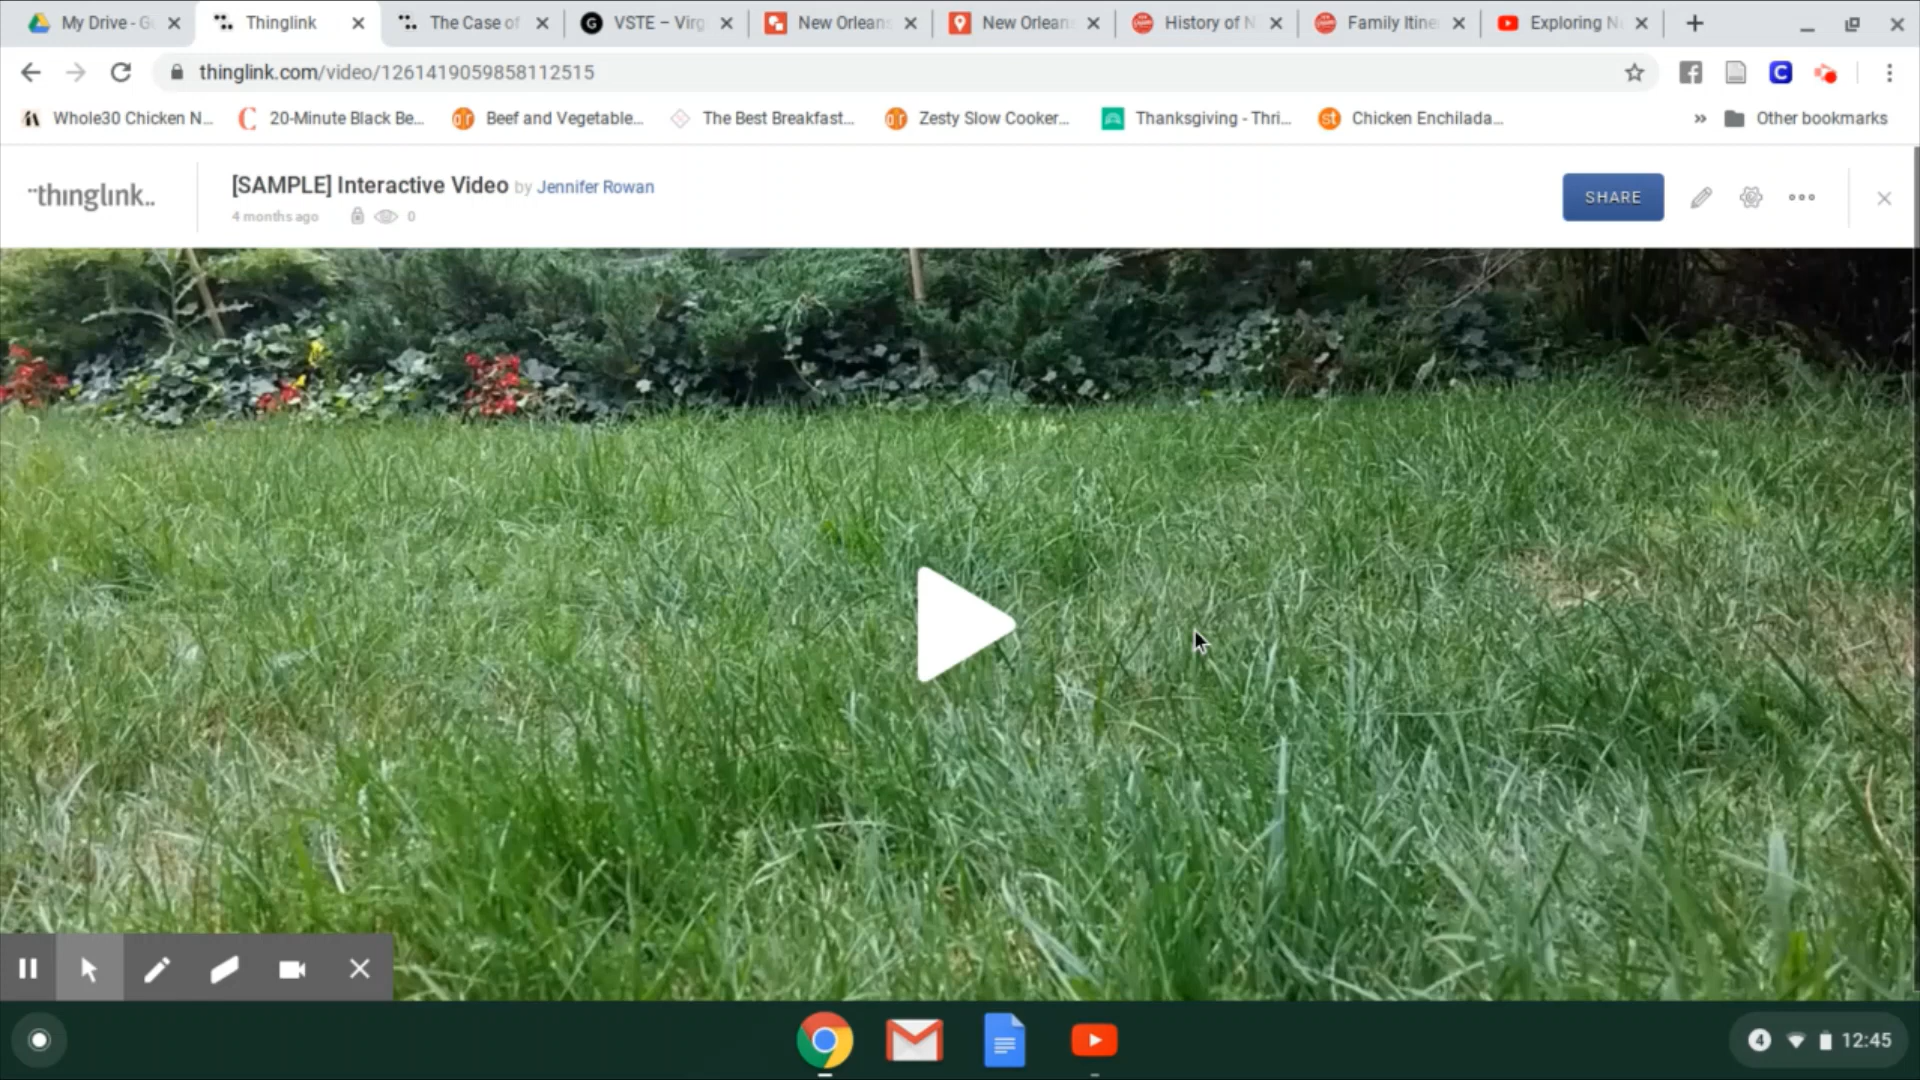 My Drive - G
Thinglink
The Case of
VSTE – Virg
New Orleans
New Orlean
History of N
Family Itine
Exploring N
thinglink.com/video/1261419059858112515
Whole30 Chicken N...
20-Minute Black Be...
Beef and Vegetable...
The Best Breakfast...
Zesty Slow Cooker...
Thanksgiving - Thri...
Chicken Enchilada...
Other bookmarks
thinglink..
[SAMPLE] Interactive Video by Jennifer Rowan
4 months ago 0
SHARE
4 12:45